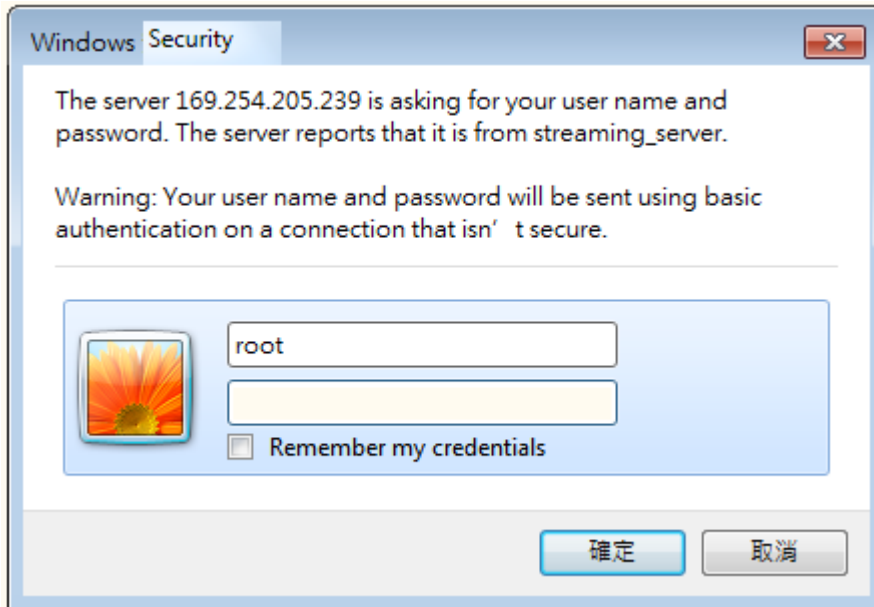 Windows Security
The server 169.254.205.239 is asking for your user name and
password. The server reports that it is from streaming_server.
Warning: Your user name and password will be sent using basic
authentication on a connection that isn’ t secure.
root
Remember my credentials
確定
取消